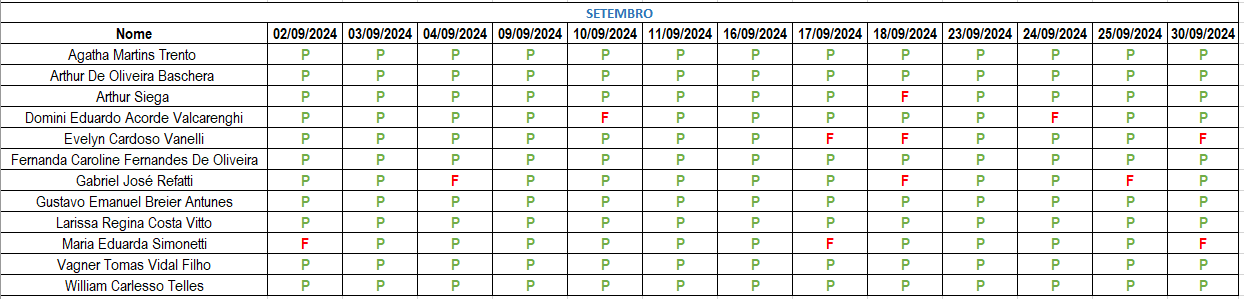 SETEMBRO
Nome 02/09/2024 03/09/2024 04/09/2024 09/09/2024 10/09/2024 11/09/2024 16/09/2024 17/09/2024 18/09/2024 23/09/2024 24/09/2024 25/09/2024 30/09/2024
Agatha Martins Trento P P P P P P P P P P P P P
Arthur De Oliveira Baschera P P P P P P P P P P P P P
Arthur Siega P P P P P P P P F P P P P
Domini Eduardo Acorde Valcarenghi P P P P F P P P P P F P P
Evelyn Cardoso Vanelli P P P P P P P F F P P P F
Fernanda Caroline Fernandes De Oliveira P P P P P P P P P P P P P
Gabriel José Refatti P P F P P P P P F P P F P
Gustavo Emanuel Breier Antunes P P P P P P P P P P P P P
Larissa Regina Costa Vitto P P P P P P P P P P P P P
Maria Eduarda Simonetti F P P P P P P F P P P P F
Vagner Tomas Vidal Filho P P P P P P P P P P P P P
William Carlesso Telles P P P P P P P P P P P P P